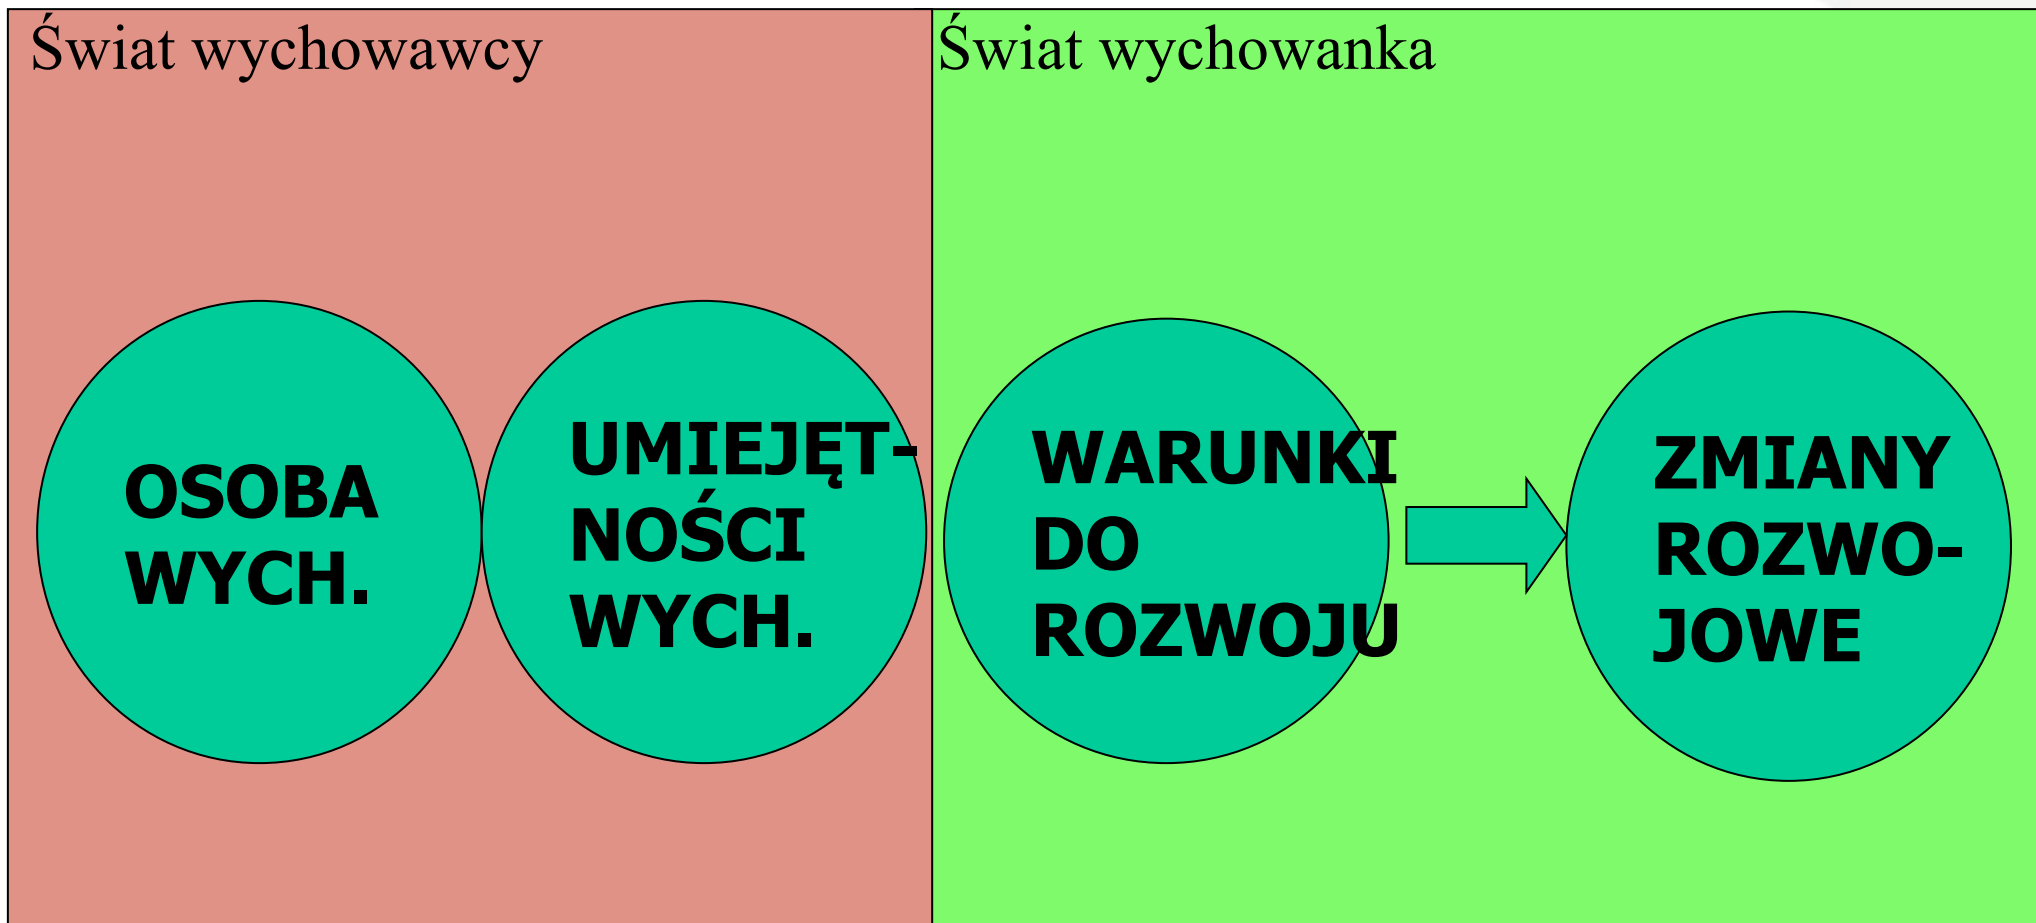 Świat wychowawcy
Świat wychowanka
OSOBA
WYCH.
UMIEJĘT-
NOŚCI
WYCH.
WARUNKI
DO
ROZWOJU
ZMIANY
ROZWO-
JOWE